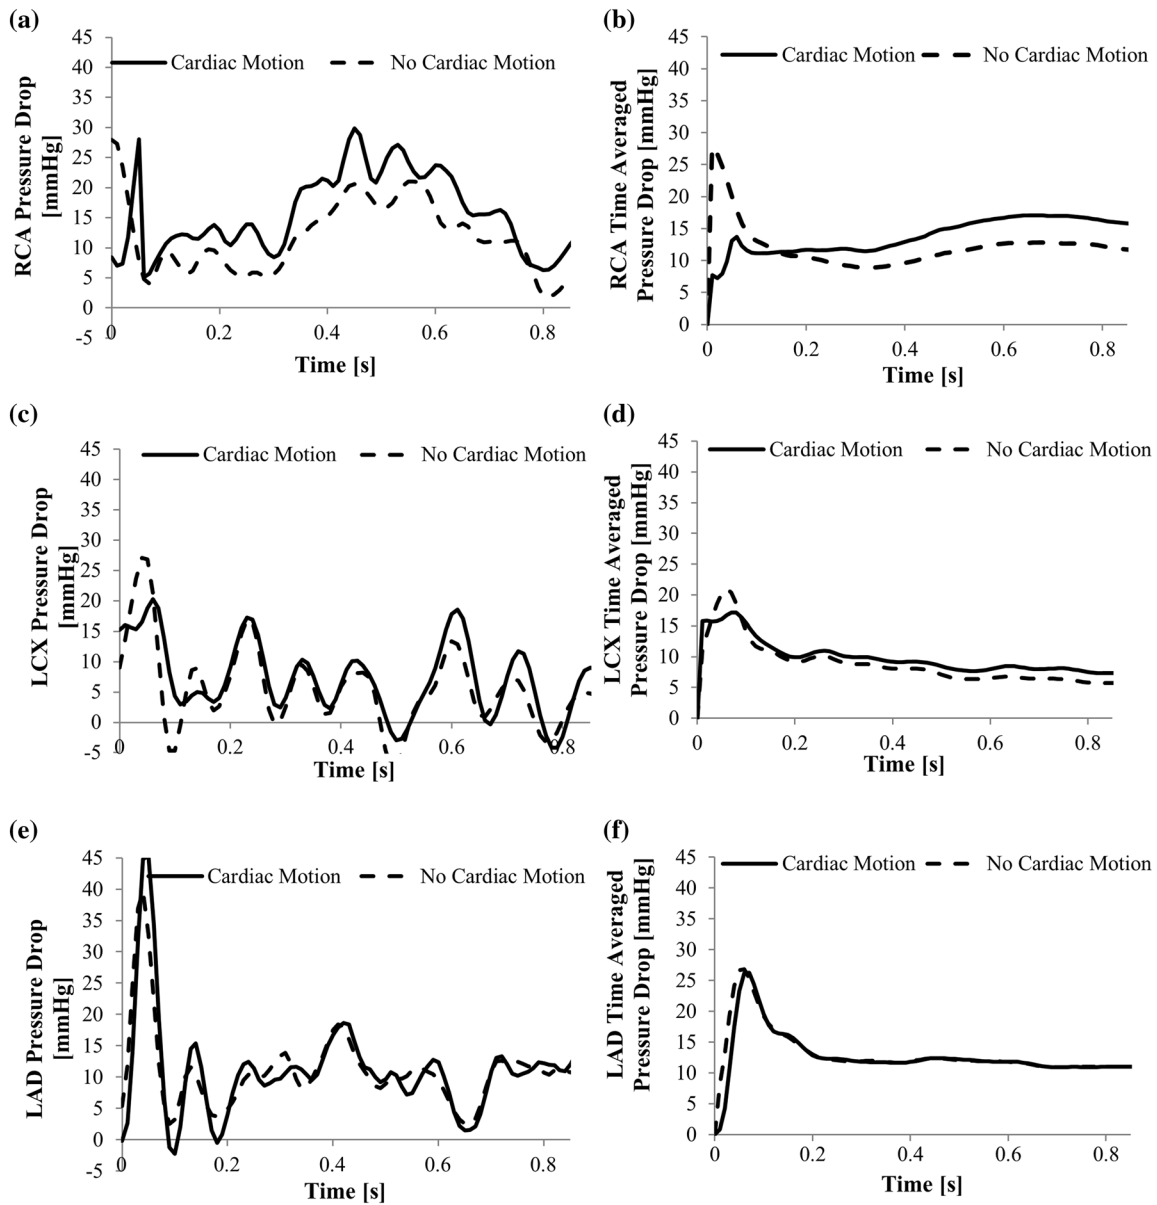 (a)
45
40
35
30
25
20
15
10
5
0
-5
Cardiac Motion
No Cardiac Motion
RCA Pressure Drop
[mmHg]
0
0.2
0.4
0.6
0.8
Time [s]
(b)
45
40
35
30
25
20
15
10
5
0
Cardiac Motion
No Cardiac Motion
RCA Time Averaged
Pressure Drop [mmHg]
0
0.2
0.4
0.6
0.8
Time [s]
(c)
45
40
35
30
25
20
15
10
5
0
-5
Cardiac Motion
No Cardiac Motion
LCX Pressure Drop
[mmHg]
0
0.2
0.4
0.6
0.8
Time [s]
(d)
45
40
35
30
25
20
15
10
5
0
Cardiac Motion
No Cardiac Motion
LCX Time Averaged
Pressure Drop [mmHg]
0
0.2
0.4
0.6
0.8
Time [s]
(e)
45
40
35
30
25
20
15
10
5
0
-5
Cardiac Motion
No Cardiac Motion
LAD Pressure Drop
[mmHg]
0
0.2
0.4
0.6
0.8
Time [s]
(f)
45
40
35
30
25
20
15
10
5
0
Cardiac Motion
No Cardiac Motion
LAD Time Averaged
Pressure Drop [mmHg]
0
0.2
0.4
0.6
0.8
Time [s]